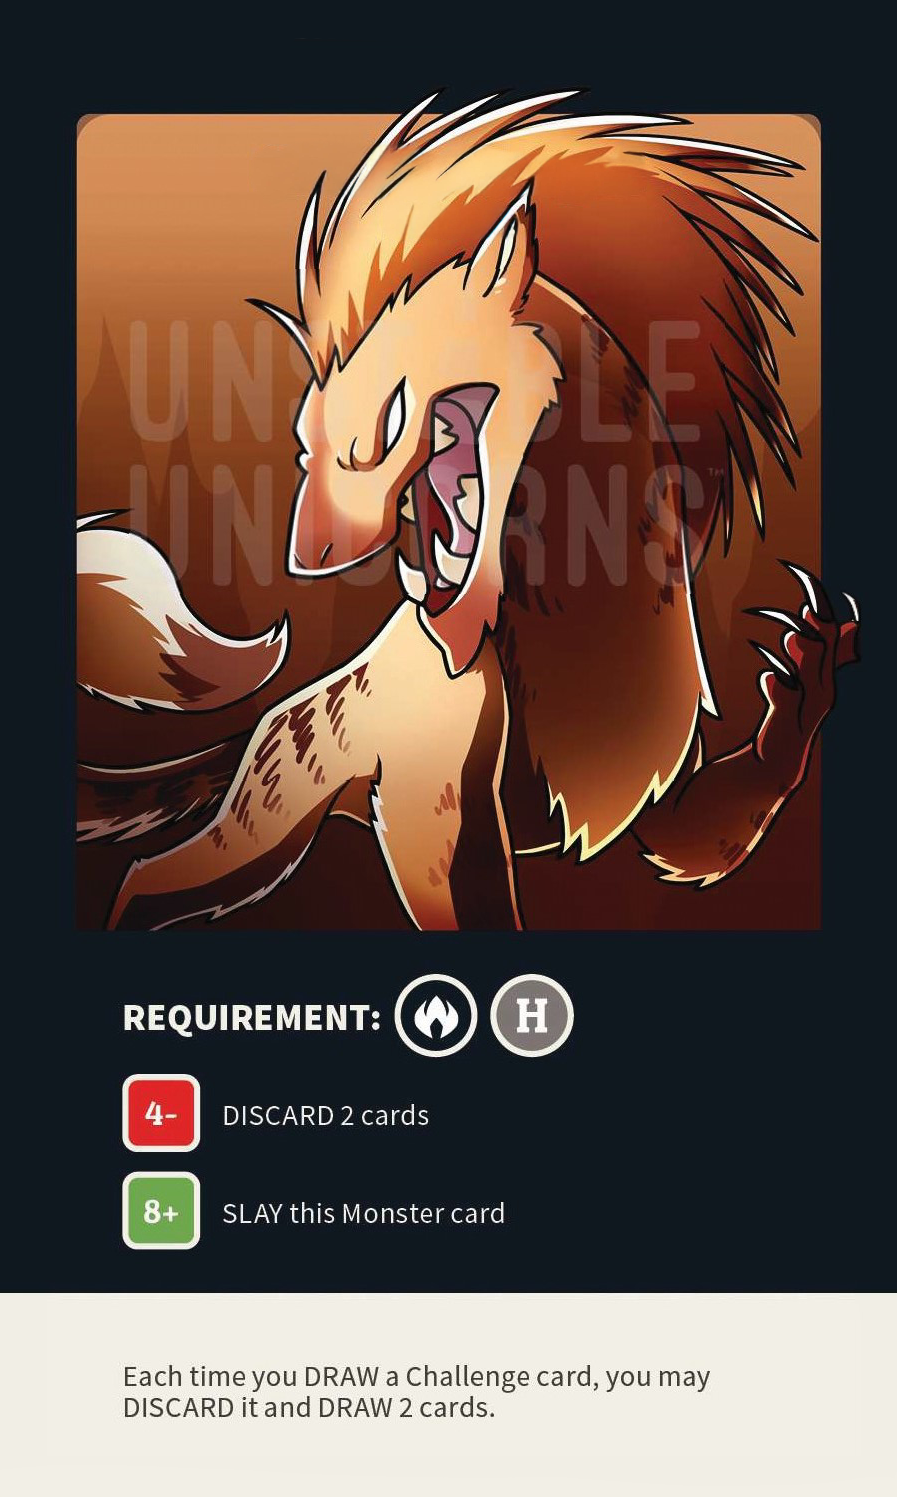 UNSTABLE
UNICORNS™
REQUIREMENT: H
4- DISCARD 2 cards
8+ SLAY this Monster card
Each time you DRAW a Challenge card, you may
DISCARD it and DRAW 2 cards.